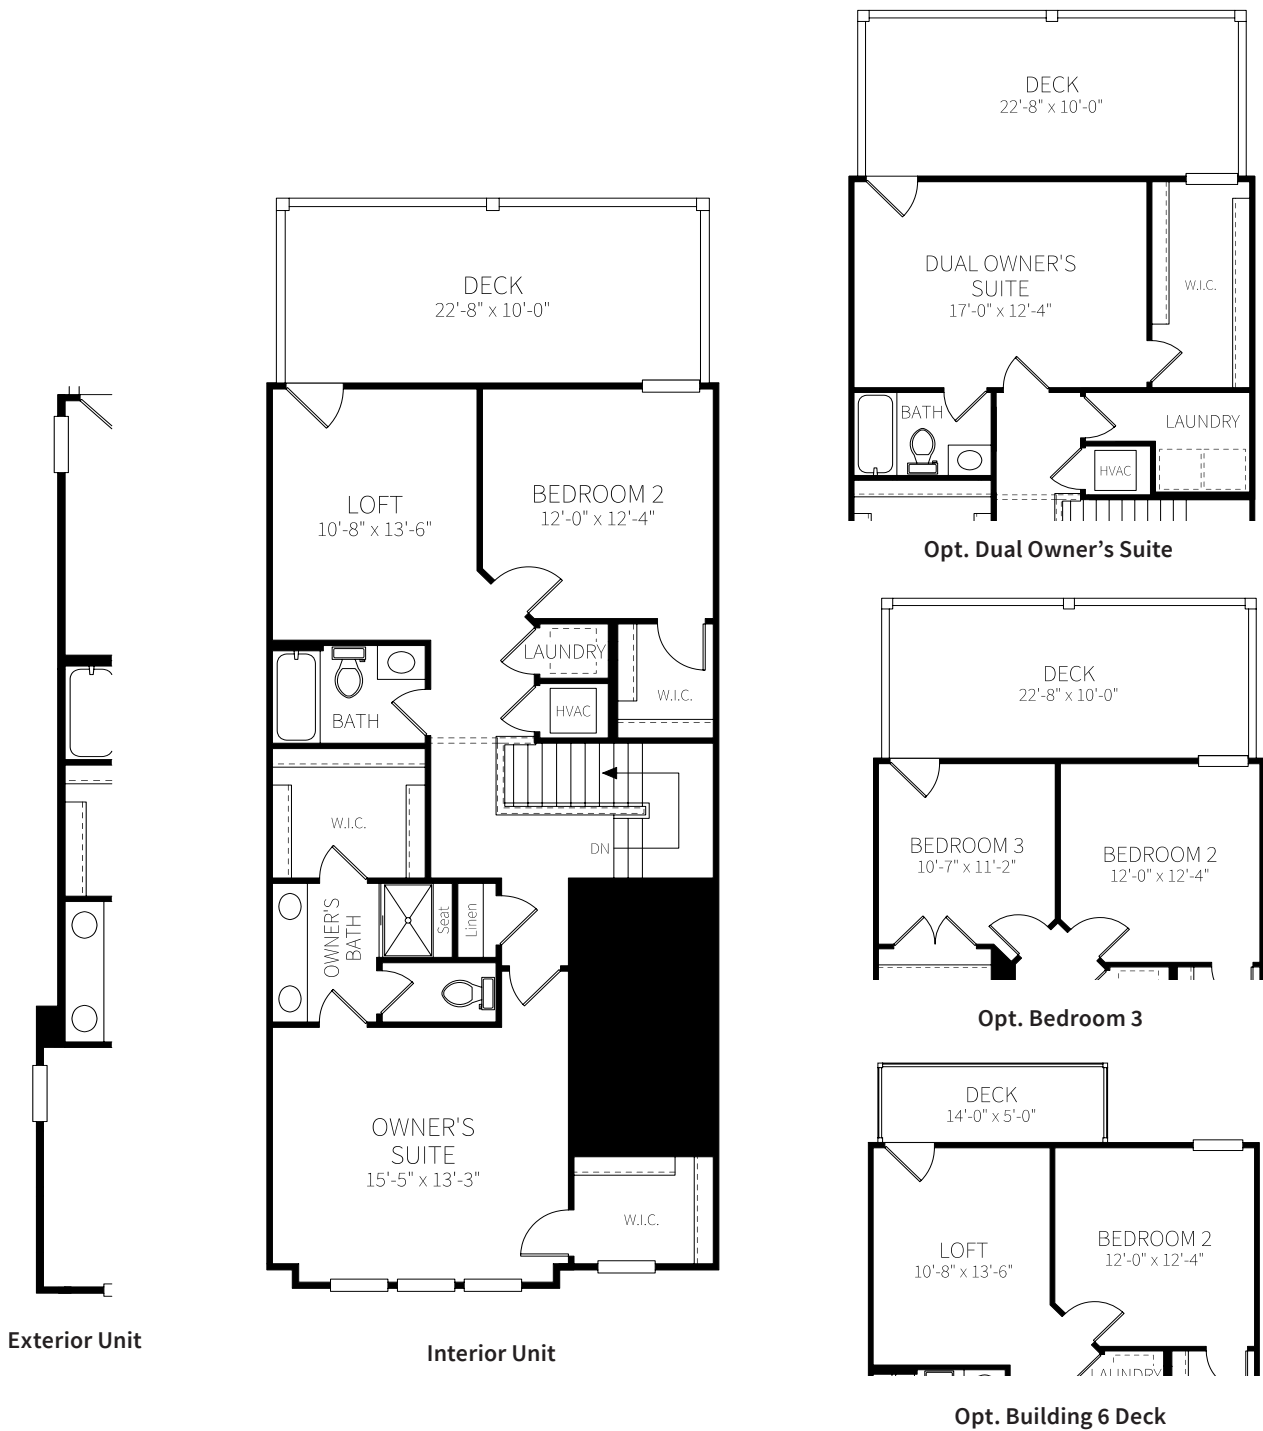 DECK
22'-8" x 10'-0"
LOFT
10'-8" x 13'-6"
BEDROOM 2
12'-0" x 12'-4"
LAUNDRY
W.I.C.
HVAC
BATH
W.I.C.
DN
OWNER'S
BATH
Seat
Linen
OWNER'S
SUITE
15'-5" x 13'-3"
W.I.C.
Exterior Unit
Interior Unit
DECK
22'-8" x 10'-0"
DUAL OWNER'S
SUITE
17'-0" x 12'-4"
W.I.C.
BATH
LAUNDRY
HVAC
Opt. Dual Owner’s Suite
DECK
22'-8" x 10'-0"
BEDROOM 3
10'-7" x 11'-2"
BEDROOM 2
12'-0" x 12'-4"
Opt. Bedroom 3
DECK
14'-0" x 5'-0"
LOFT
10'-8" x 13'-6"
BEDROOM 2
12'-0" x 12'-4"
LAUNDRY
Opt. Building 6 Deck